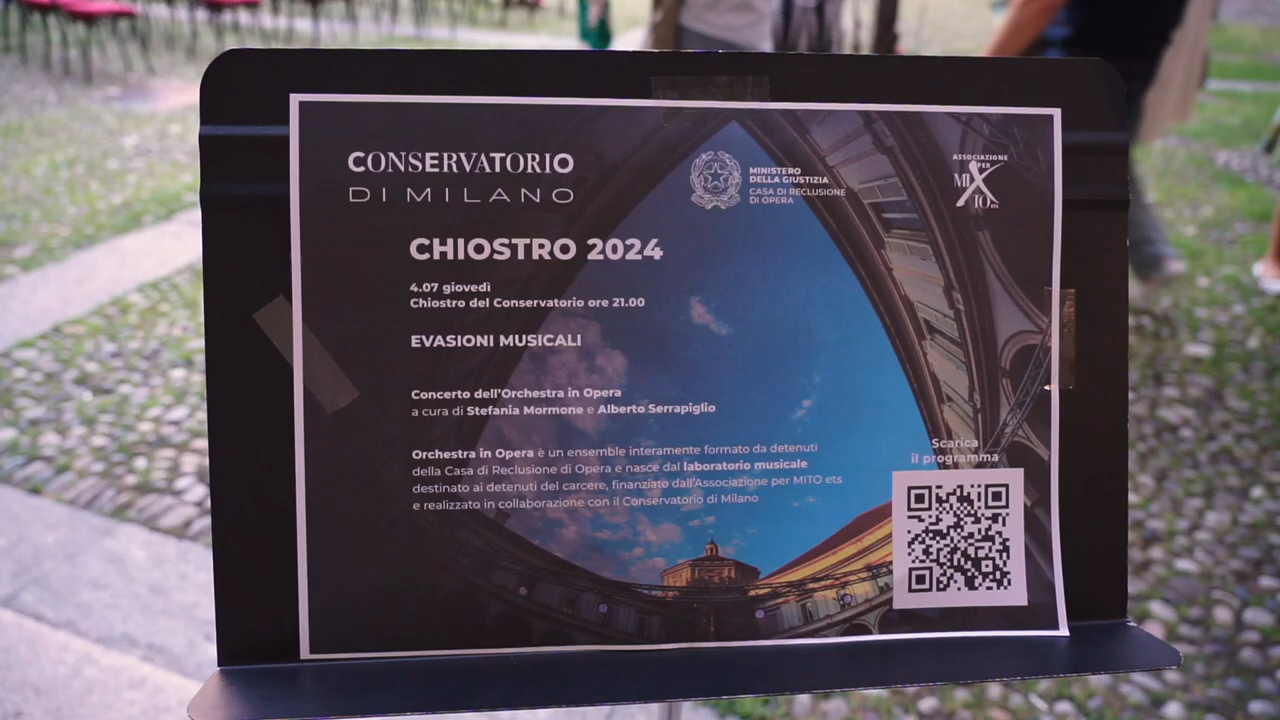 CONSERVATORIO
DI MILANO
MINISTERO
DELLA GIUSTIZIA
CASA DI RECLUSIONE
DI OPERA
ASSOCIAZIONE
PER
MI
TO
CHIOSTRO 2024
4.07 giovedì
Chiostro del Conservatorio ore 21.00
EVASIONI MUSICALI
Concerto dell'Orchestra in Opera
a cura di Stefania Mormone e Alberto Serrapiglio
Orchestra in Opera è un ensemble interamente formato da detenuti
della Casa di Reclusione di Opera e nasce dal laboratorio musicale
destinato ai detenuti del carcere, finanziato dall'Associazione per MITO ets
e realizzato in collaborazione con il Conservatorio di Milano
Scarica
il programma